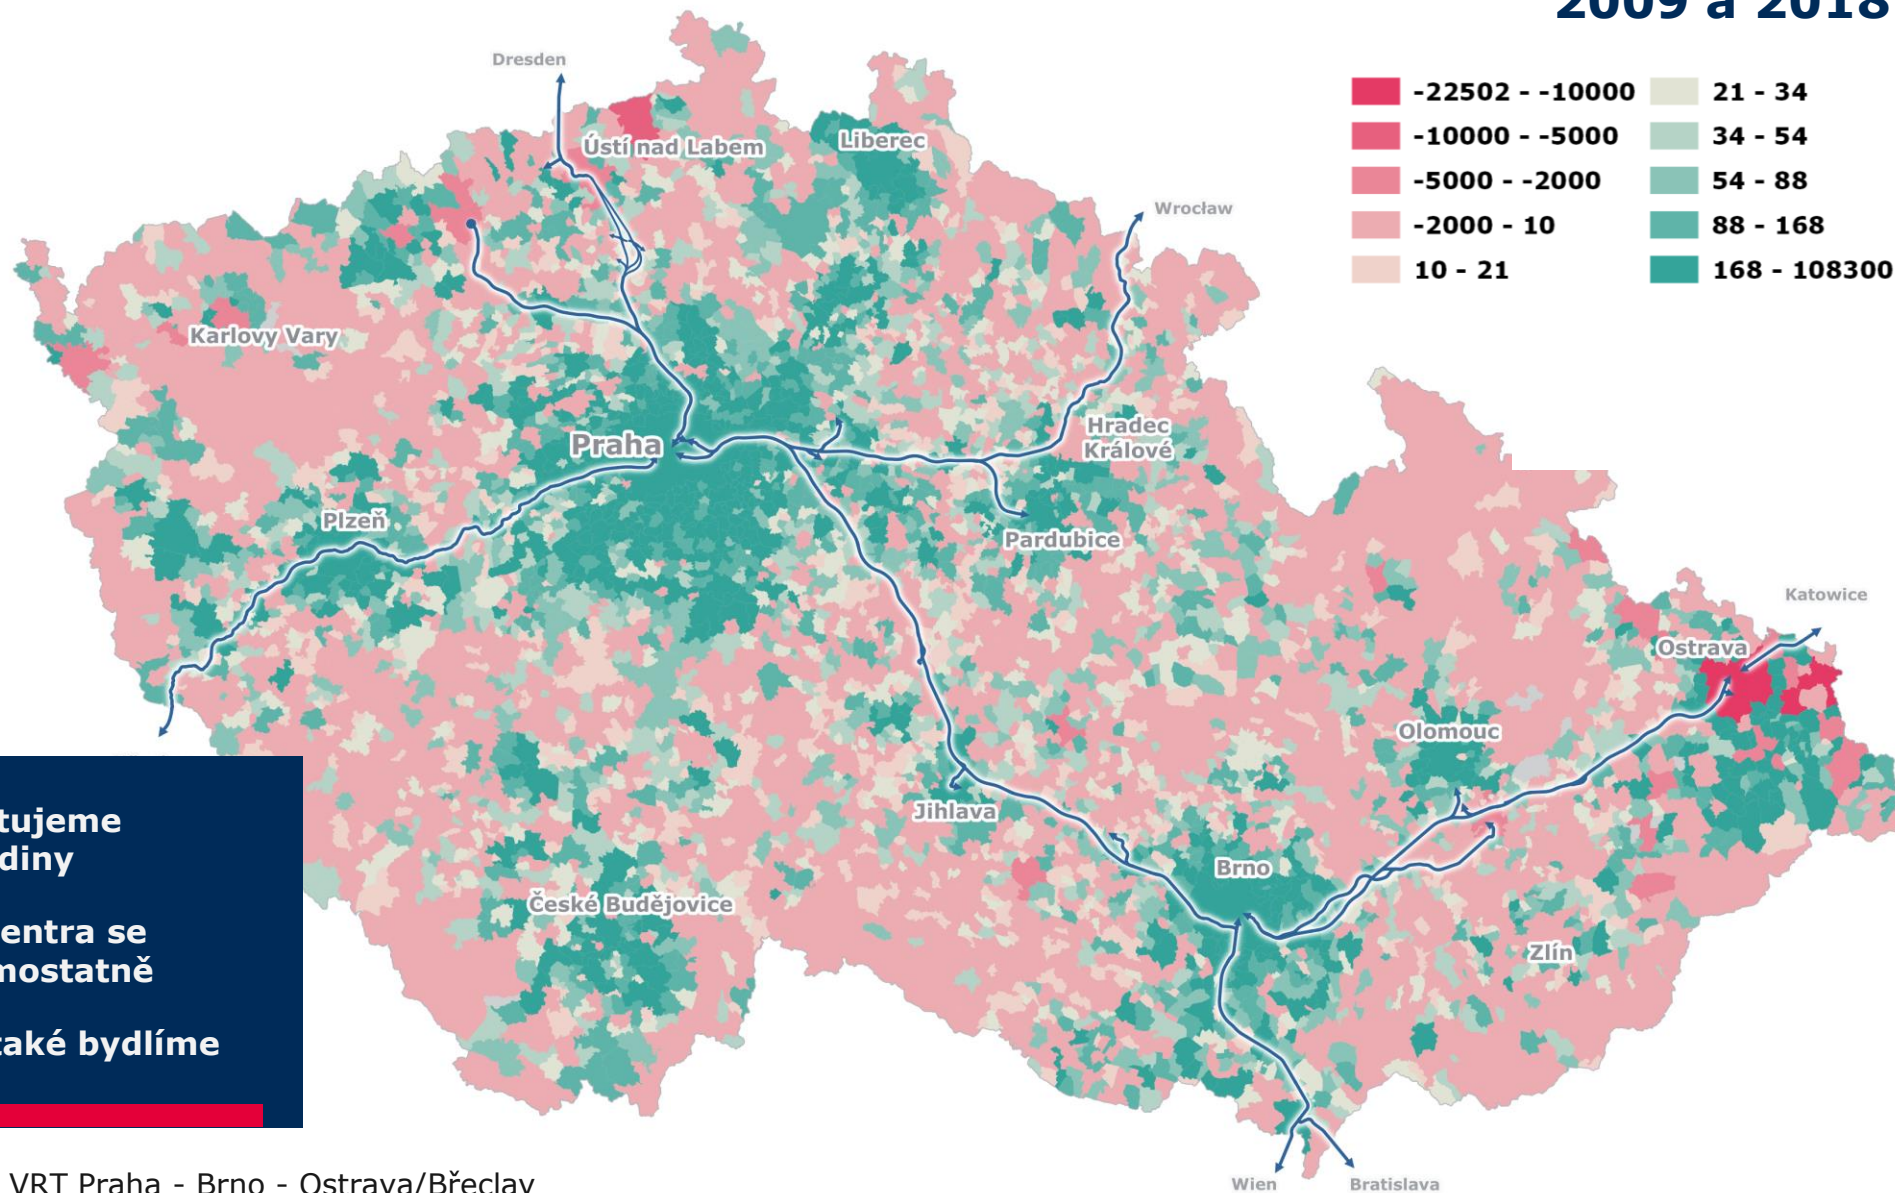 2009 a 2018
-22502 - -10000
-10000 - -5000
-5000 - -2000
-2000 - 10
10 - 21
21 - 34
34 - 54
54 - 88
88 - 168
168 - 108300
Dresden
Ústí nad Labem
Liberec
Wrocław
Karlovy Vary
Praha
Hradec
Králové
Plzeň
Pardubice
Katowice
Ostrava
Olomouc
Jihlava
Brno
České Budějovice
Zlín
Wien
Bratislava
tujeme
diny
entra se
mostatně
také bydlíme
VRT Praha - Brno - Ostrava/Břeclav